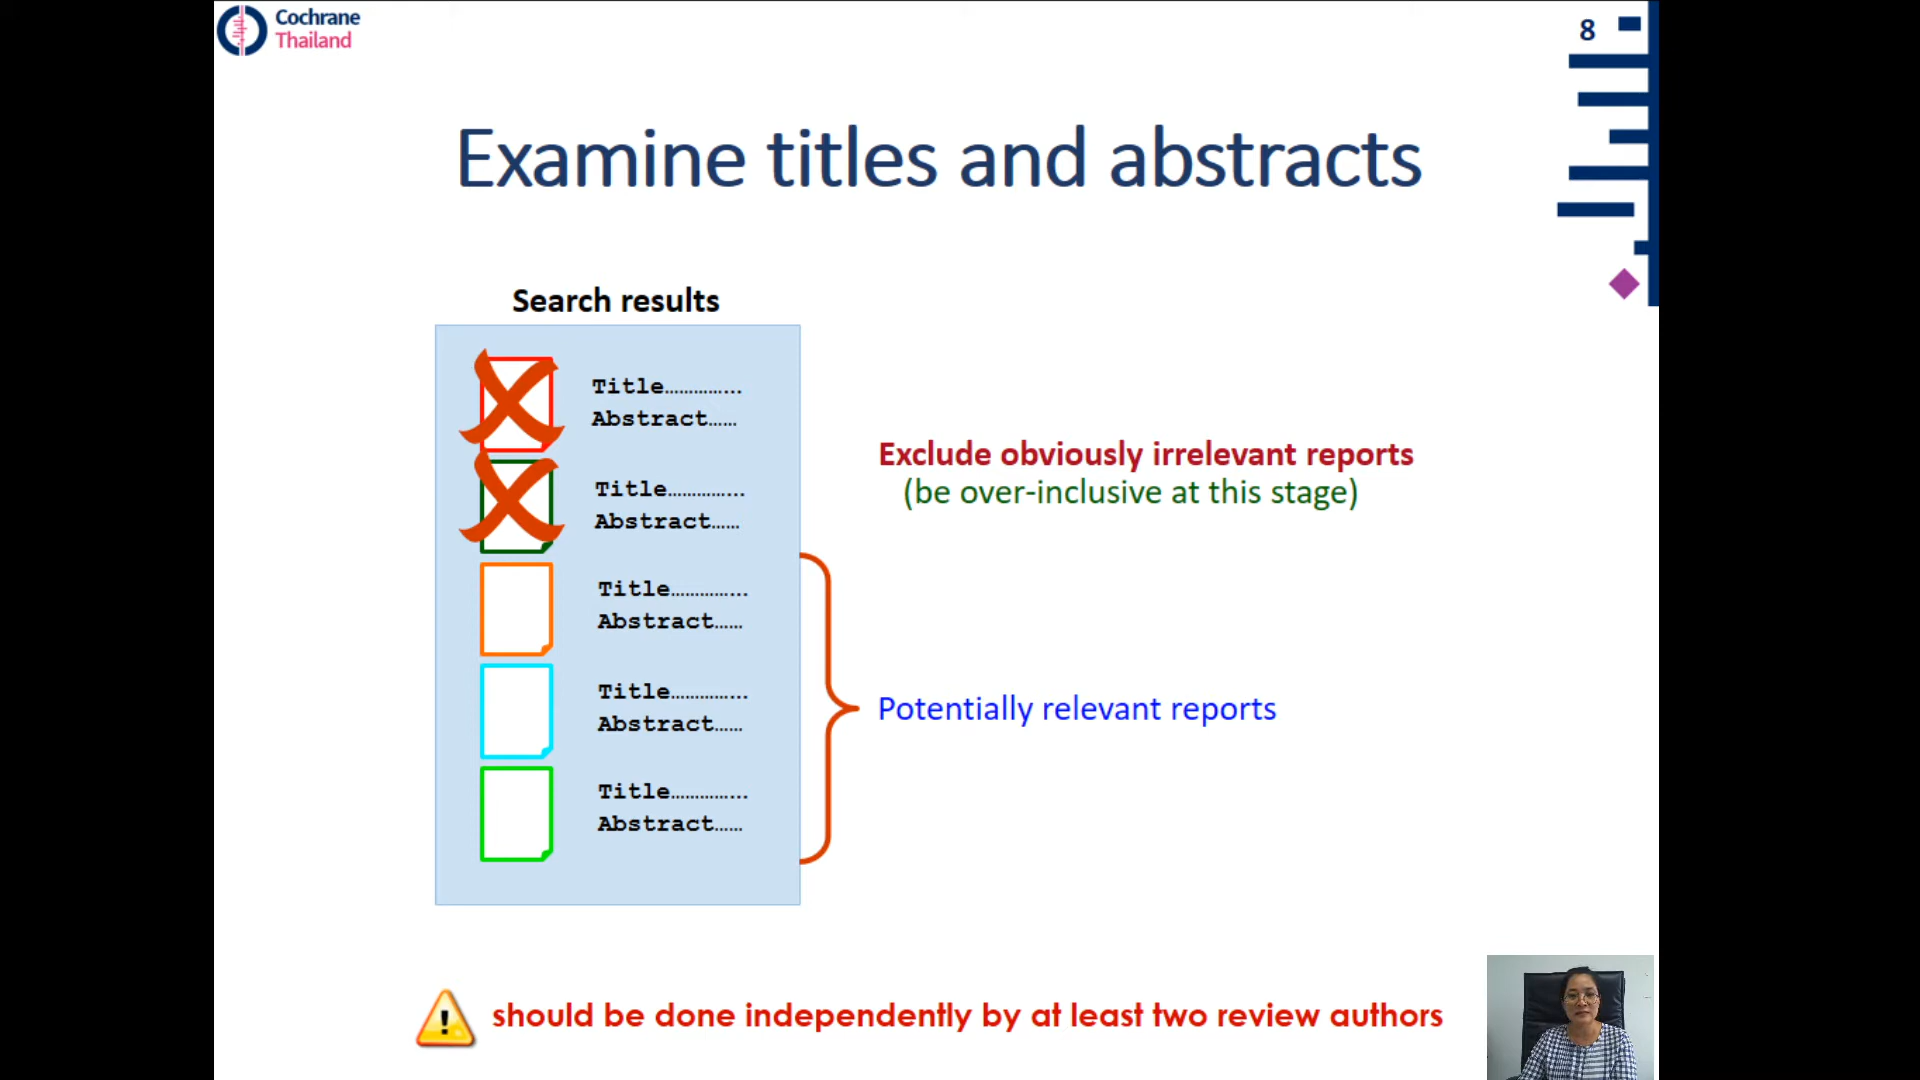 Cochrane
Thailand
8
Examine titles and abstracts
Search results
Title..............
Abstract......
Title..............
Abstract......
Title..............
Abstract......
Title..............
Abstract......
Title..............
Abstract......
Exclude obviously irrelevant reports
(be over-inclusive at this stage)
Potentially relevant reports
should be done independently by at least two review authors